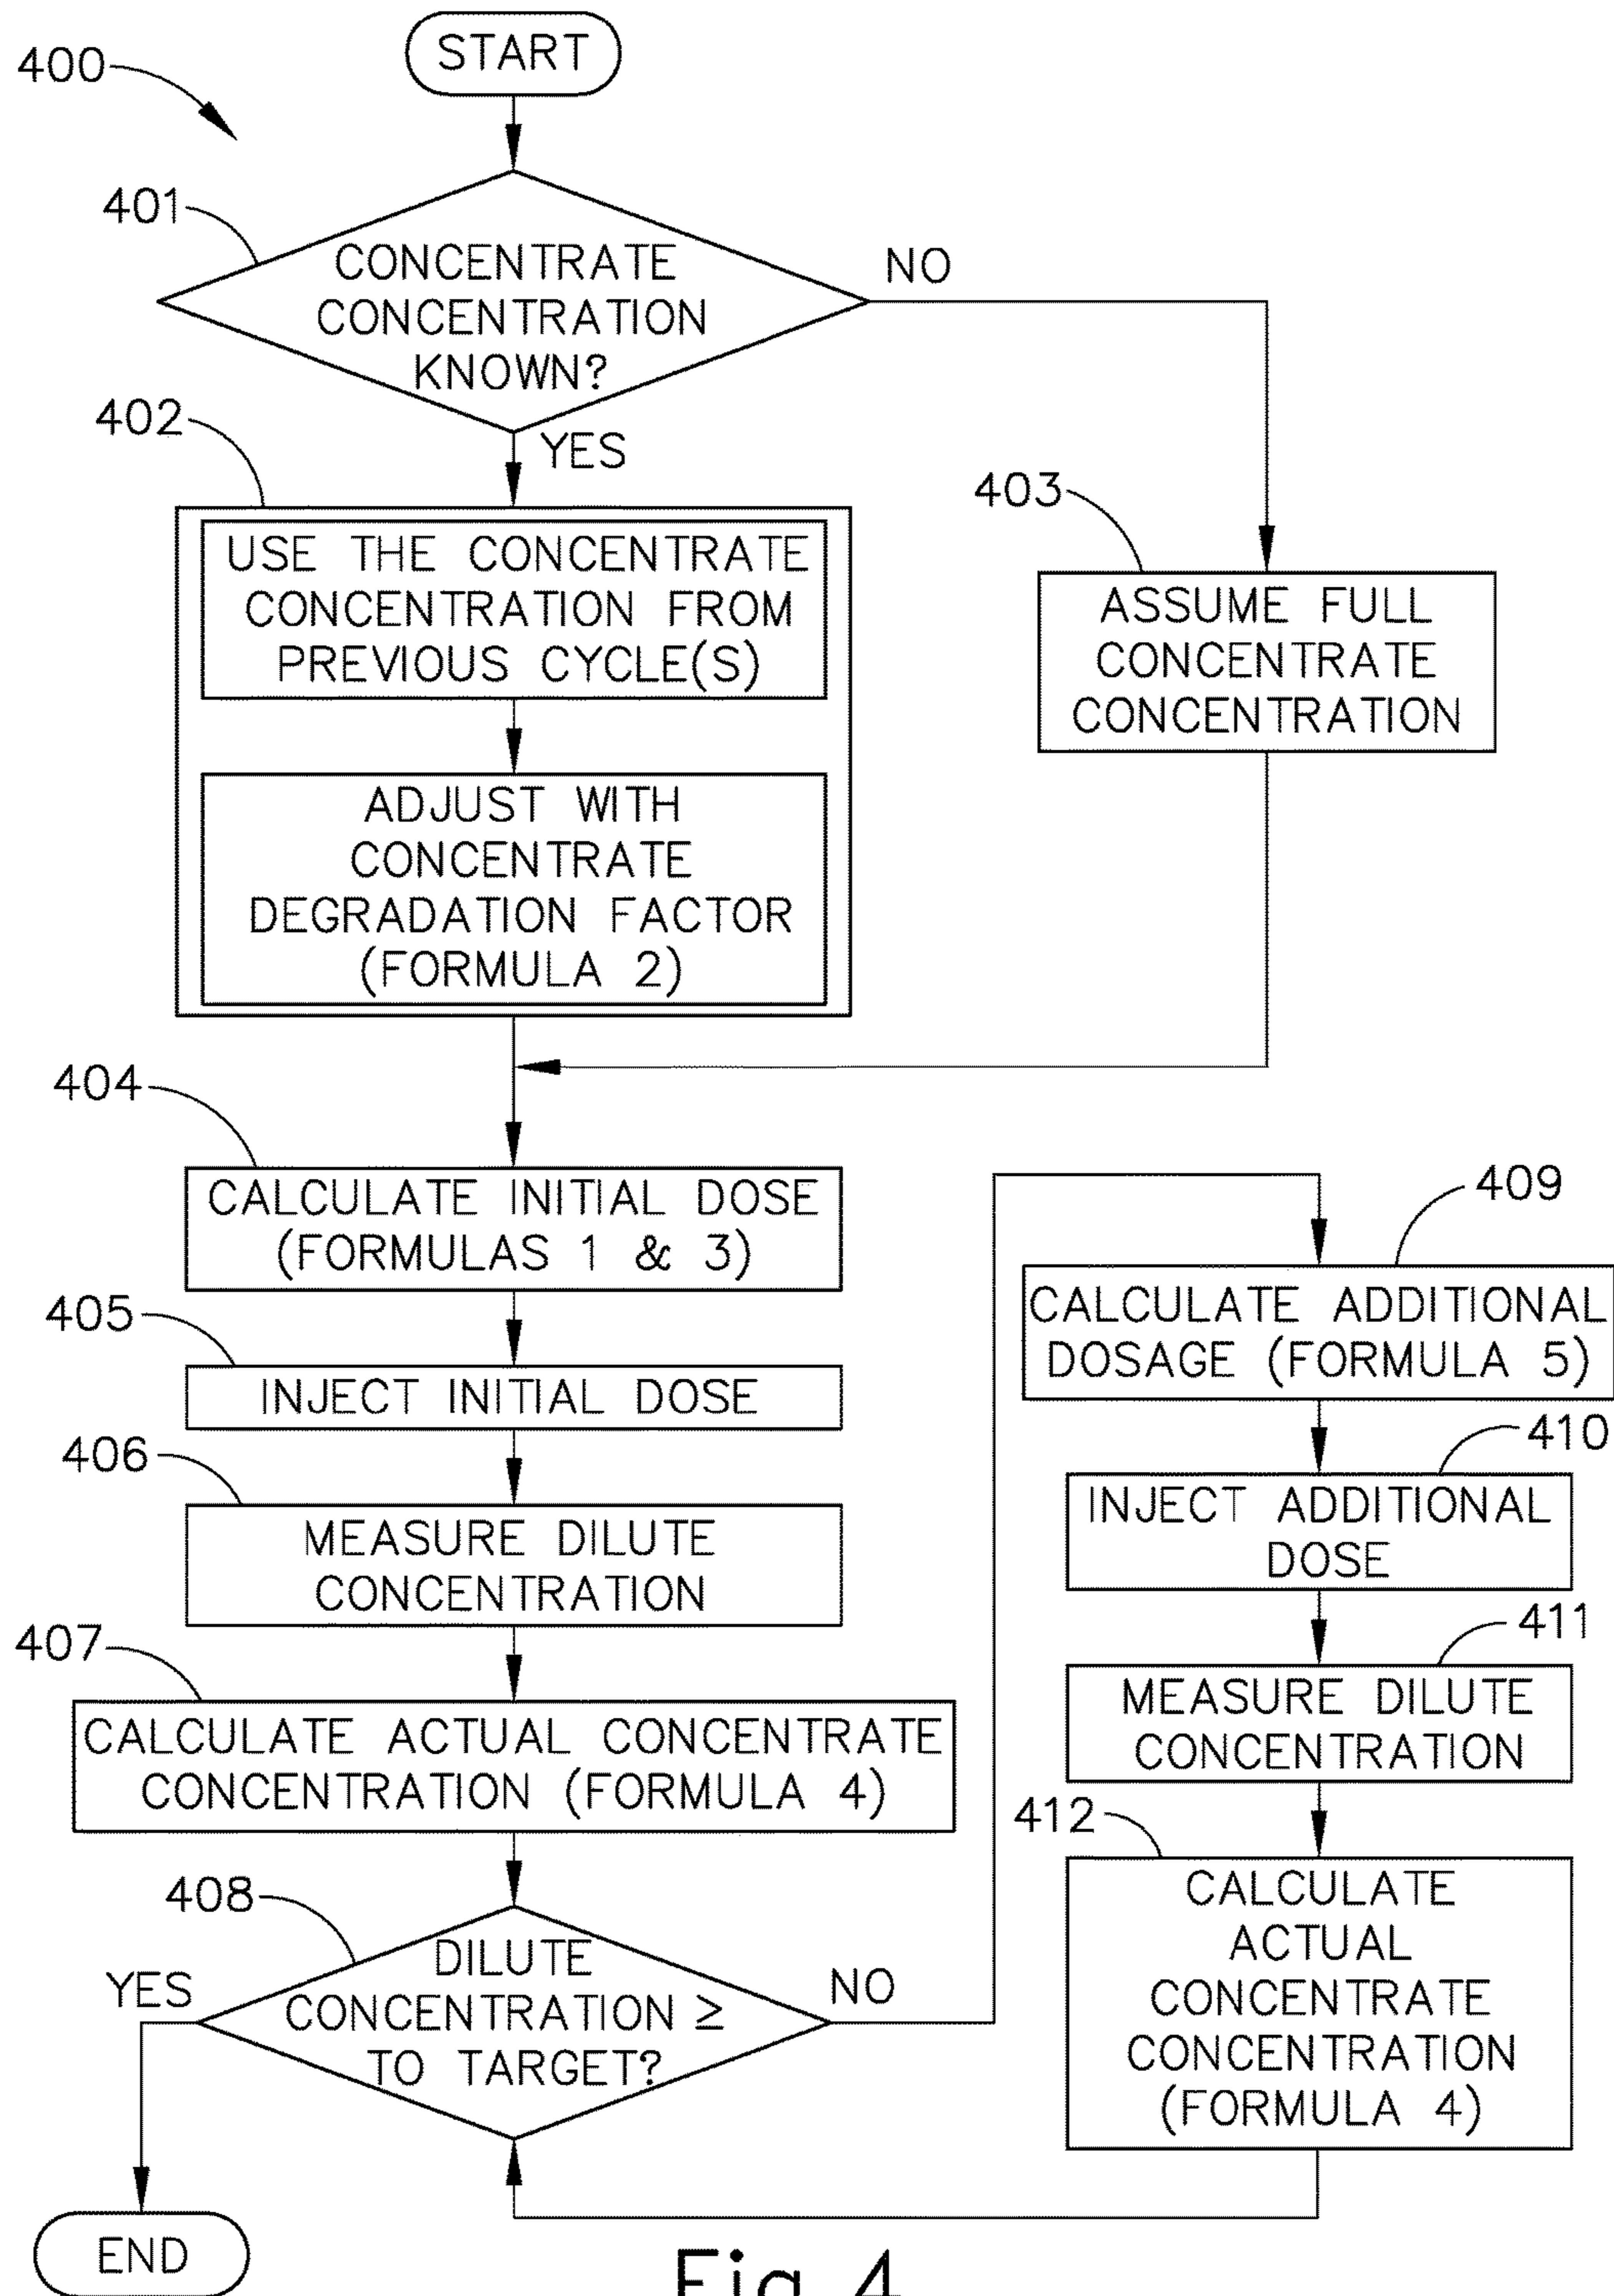 START
400
401
CONCENTRATE
CONCENTRATION
KNOWN?
NO
YES
402
USE THE CONCENTRATE
CONCENTRATION FROM
PREVIOUS CYCLE(S)
ADJUST WITH
CONCENTRATE
DEGRADATION FACTOR
(FORMULA 2)
403
ASSUME FULL
CONCENTRATE
CONCENTRATION
404
CALCULATE INITIAL DOSE
(FORMULAS 1 & 3)
405
INJECT INITIAL DOSE
406
MEASURE DILUTE
CONCENTRATION
407
CALCULATE ACTUAL CONCENTRATE
CONCENTRATION (FORMULA 4)
408
DILUTE
CONCENTRATION ≥
TO TARGET?
YES
NO
409
CALCULATE ADDITIONAL
DOSAGE (FORMULA 5)
410
INJECT ADDITIONAL
DOSE
411
MEASURE DILUTE
CONCENTRATION
412
CALCULATE
ACTUAL
CONCENTRATE
CONCENTRATION
(FORMULA 4)
END
Fig.4